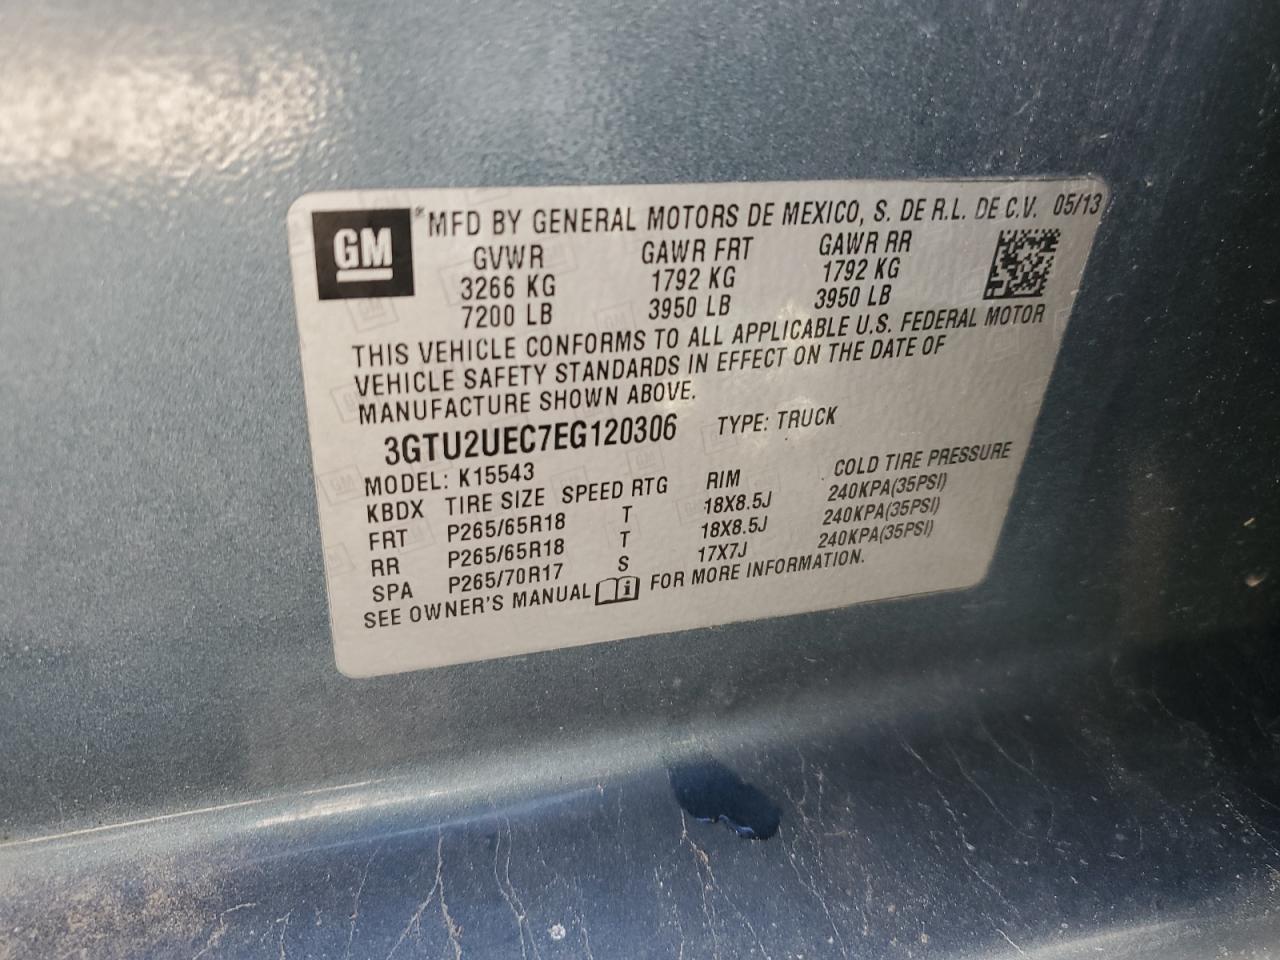 GM ® MFD BY GENERAL MOTORS DE MEXICO, S. DE R.L. DE C.V. 05/13
GVWR GAWR FRT GAWR RR
3266 KG 1792 KG 1792 KG
7200 LB 3950 LB 3950 LB
THIS VEHICLE CONFORMS TO ALL APPLICABLE U.S. FEDERAL MOTOR
VEHICLE SAFETY STANDARDS IN EFFECT ON THE DATE OF
MANUFACTURE SHOWN ABOVE.
3GTU2UEC7EG120306 TYPE: TRUCK
MODEL: K15543
KBDX TIRE SIZE SPEED RTG RIM COLD TIRE PRESSURE
FRT P265/65R18 T 18X8.5J 240KPA(35PSI)
RR P265/65R18 T 18X8.5J 240KPA(35PSI)
SPA P265/70R17 S 17X7J 240KPA(35PSI)
SEE OWNER'S MANUAL FOR MORE INFORMATION.